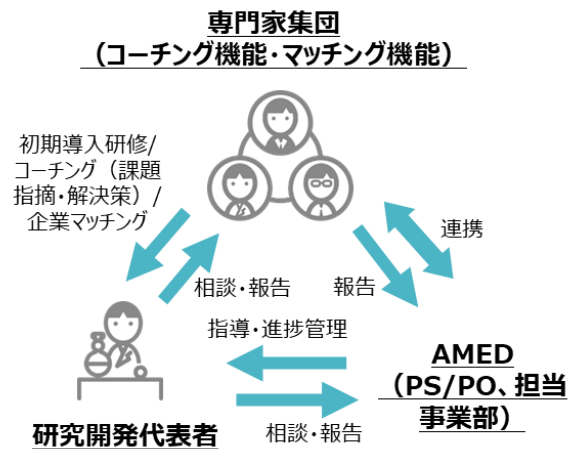 専門家集団
（コーチング機能・マッチング機能）
初期導入研修/
コーチング（課題
指摘・解決策）/
企業マッチング
連携
相談・報告
報告
指導・進捗管理
AMED
（PS/PO、担当
事業部）
研究開発代表者
相談・報告